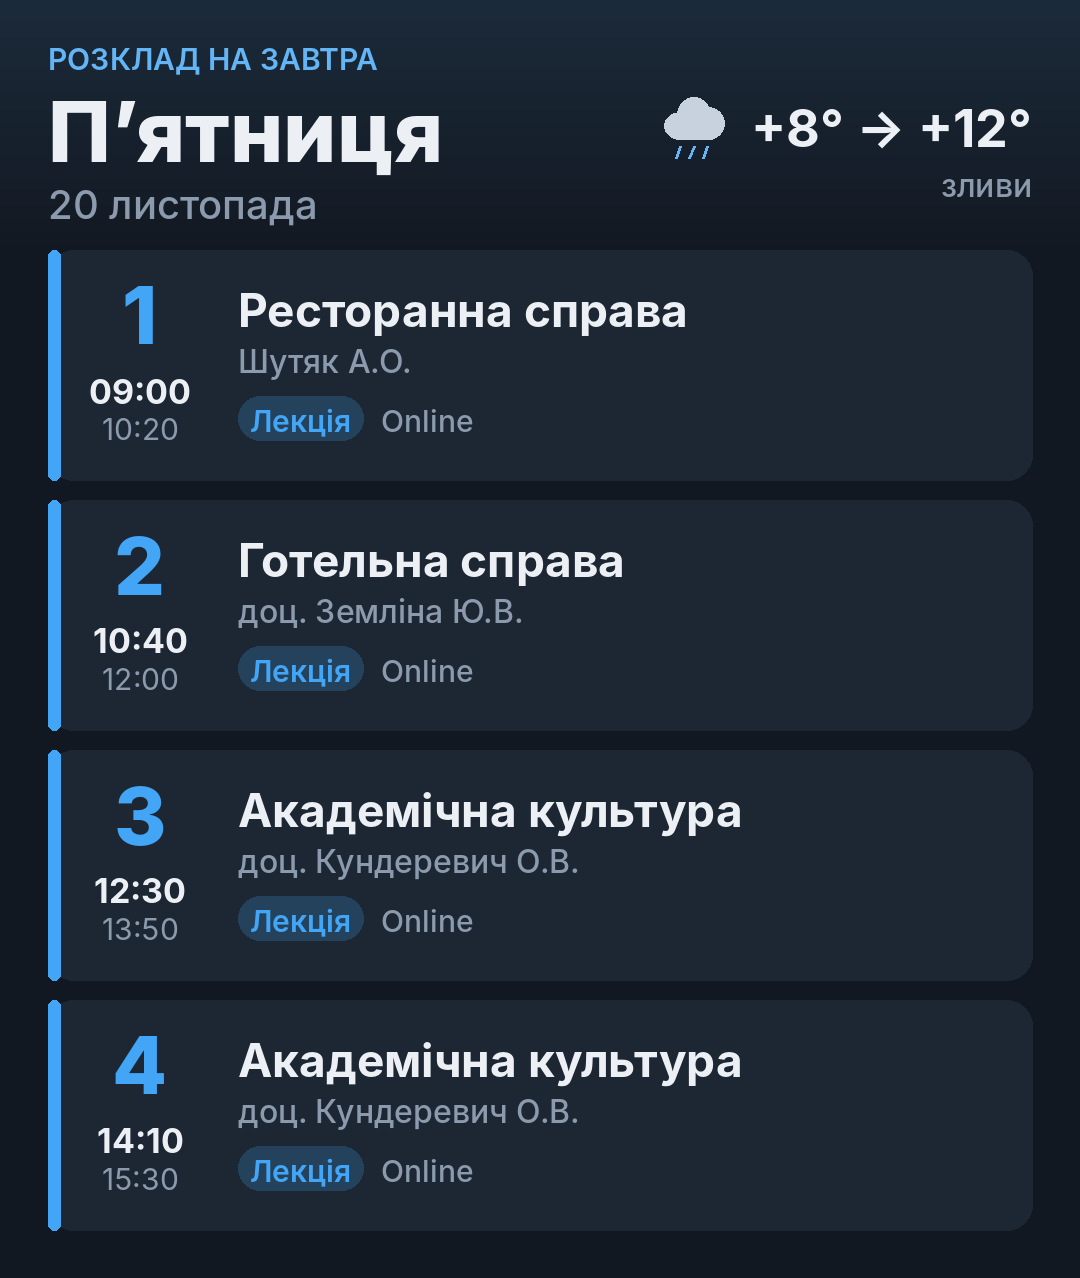 РОЗКЛАД НА ЗАВТРА
П’ятниця
+8° → +12°
зливи
20 листопада
1
09:00
10:20
Ресторанна справа
Шутяк А.О.
Лекція Online
2
10:40
12:00
Готельна справа
доц. Земліна Ю.В.
Лекція Online
3
12:30
13:50
Академічна культура
доц. Кундеревич О.В.
Лекція Online
4
14:10
15:30
Академічна культура
доц. Кундеревич О.В.
Лекція Online